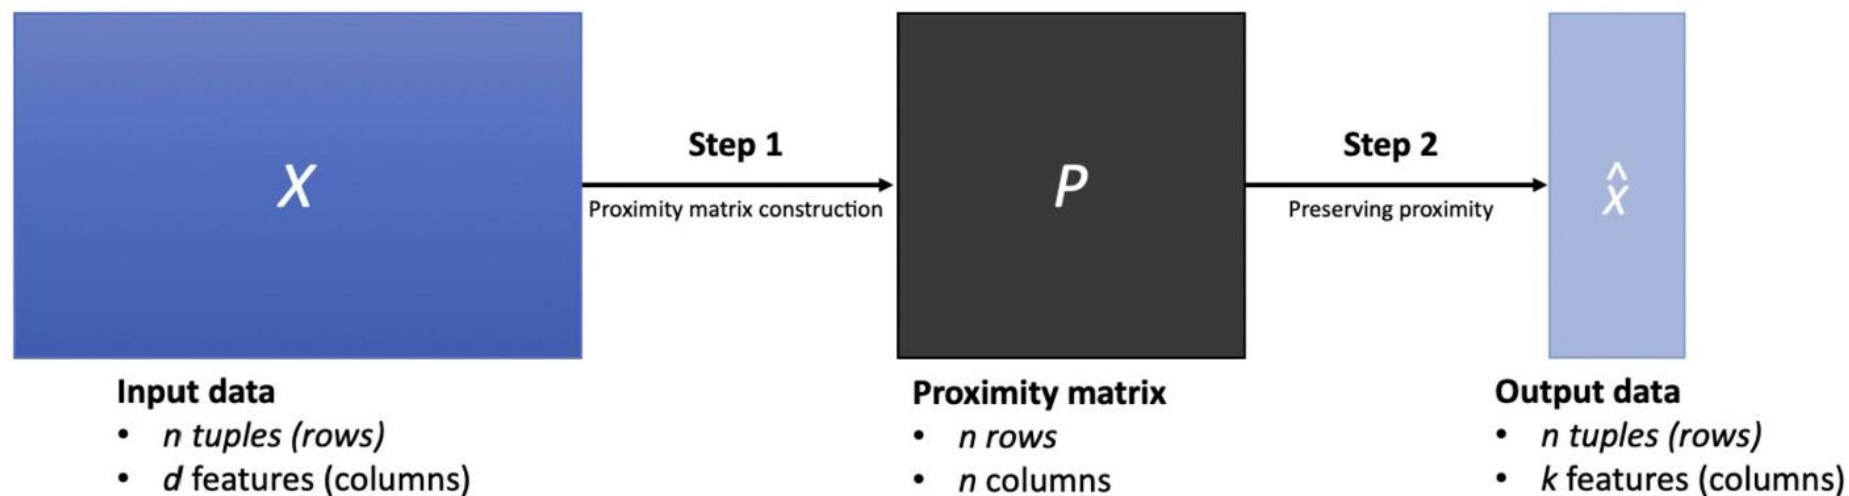 X
Step 1
Proximity matrix construction
P
Step 2
Preserving proximity
X̂
Input data
• n tuples (rows)
• d features (columns)
Proximity matrix
• n rows
• n columns
Output data
• n tuples (rows)
• k features (columns)